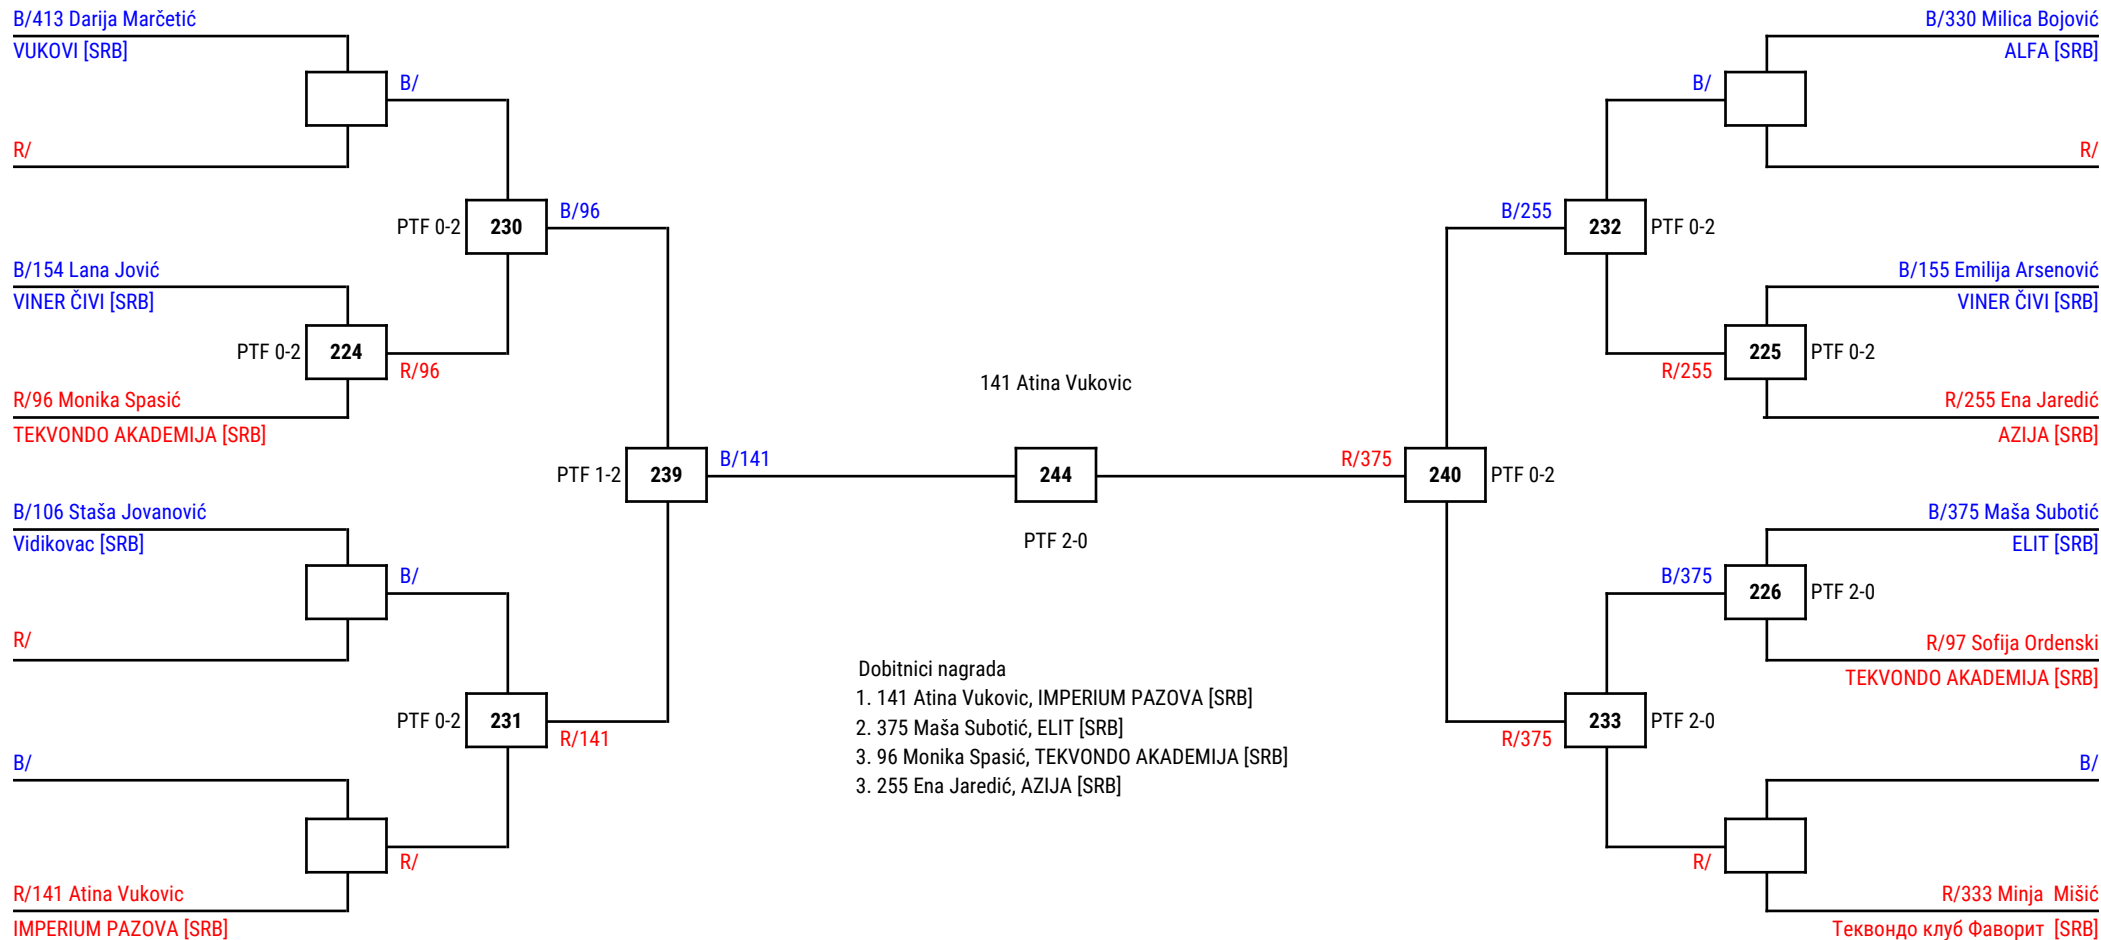 B/413 Darija Marčetić
VUKOVI [SRB]
B/
R/
PTF 0-2
230
B/96
B/154 Lana Jović
VINER ČIVI [SRB]
PTF 0-2
224
R/96
R/96 Monika Spasić
TEKVONDO AKADEMIJA [SRB]
PTF 1-2
239
B/141
B/106 Staša Jovanović
Vidikovac [SRB]
B/
R/
PTF 0-2
231
R/141
B/
R/
R/141 Atina Vukovic
IMPERIUM PAZOVA [SRB]
141 Atina Vukovic
244
PTF 2-0
Dobitnici nagrada
1. 141 Atina Vukovic, IMPERIUM PAZOVA [SRB]
2. 375 Maša Subotić, ELIT [SRB]
3. 96 Monika Spasić, TEKVONDO AKADEMIJA [SRB]
3. 255 Ena Jaredić, AZIJA [SRB]
B/330 Milica Bojović
ALFA [SRB]
B/
R/
B/255
232
PTF 0-2
B/155 Emilija Arsenović
VINER ČIVI [SRB]
225
PTF 0-2
R/255
R/255 Ena Jaredić
AZIJA [SRB]
R/375
240
PTF 0-2
B/375 Maša Subotić
ELIT [SRB]
B/375
226
PTF 2-0
R/97 Sofija Ordenski
TEKVONDO AKADEMIJA [SRB]
233
PTF 2-0
R/375
B/
R/
R/333 Minja  Mišić
Теквондо клуб Фаворит  [SRB]